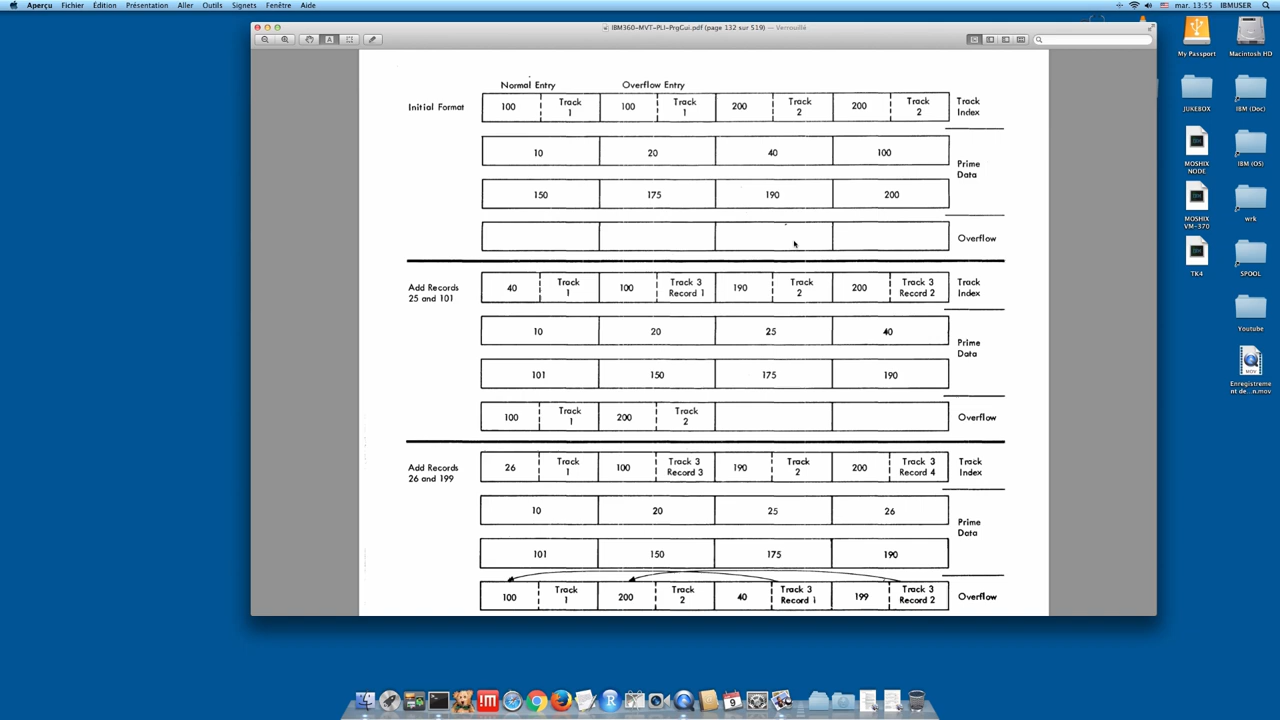 Aperçu Fichier Édition Présentation Aller Outils Signets Fenêtre Aide mar. 13:55 IBMUSER
IBM360-MVT-PLI-PrgGui.pdf (page 132 sur 519) — Verrouillé
Normal Entry Overflow Entry
Initial Format 100 Track 1 100 Track 1 200 Track 2 200 Track 2 Track Index
10 20 40 100
Prime Data
150 175 190 200
Overflow
Add Records 25 and 101 40 Track 1 100 Track 3 Record 1 190 Track 2 200 Track 3 Record 2 Track Index
10 20 25 40
Prime Data
101 150 175 190
100 Track 1 200 Track 2 Overflow
Add Records 26 and 199 26 Track 1 100 Track 3 Record 3 190 Track 2 200 Track 3 Record 4 Track Index
10 20 25 26
Prime Data
101 150 175 190
100 Track 1 200 Track 2 40 Track 3 Record 1 199 Track 3 Record 2 Overflow
My Passport Macintosh HD
JUKEBOX IBM (Doc)
MOSHIX NODE IBM (OS)
MOSHIX VM-370 wrk
TK4 SPOOL
Youtube
Enregistreme
nt de...n.mov